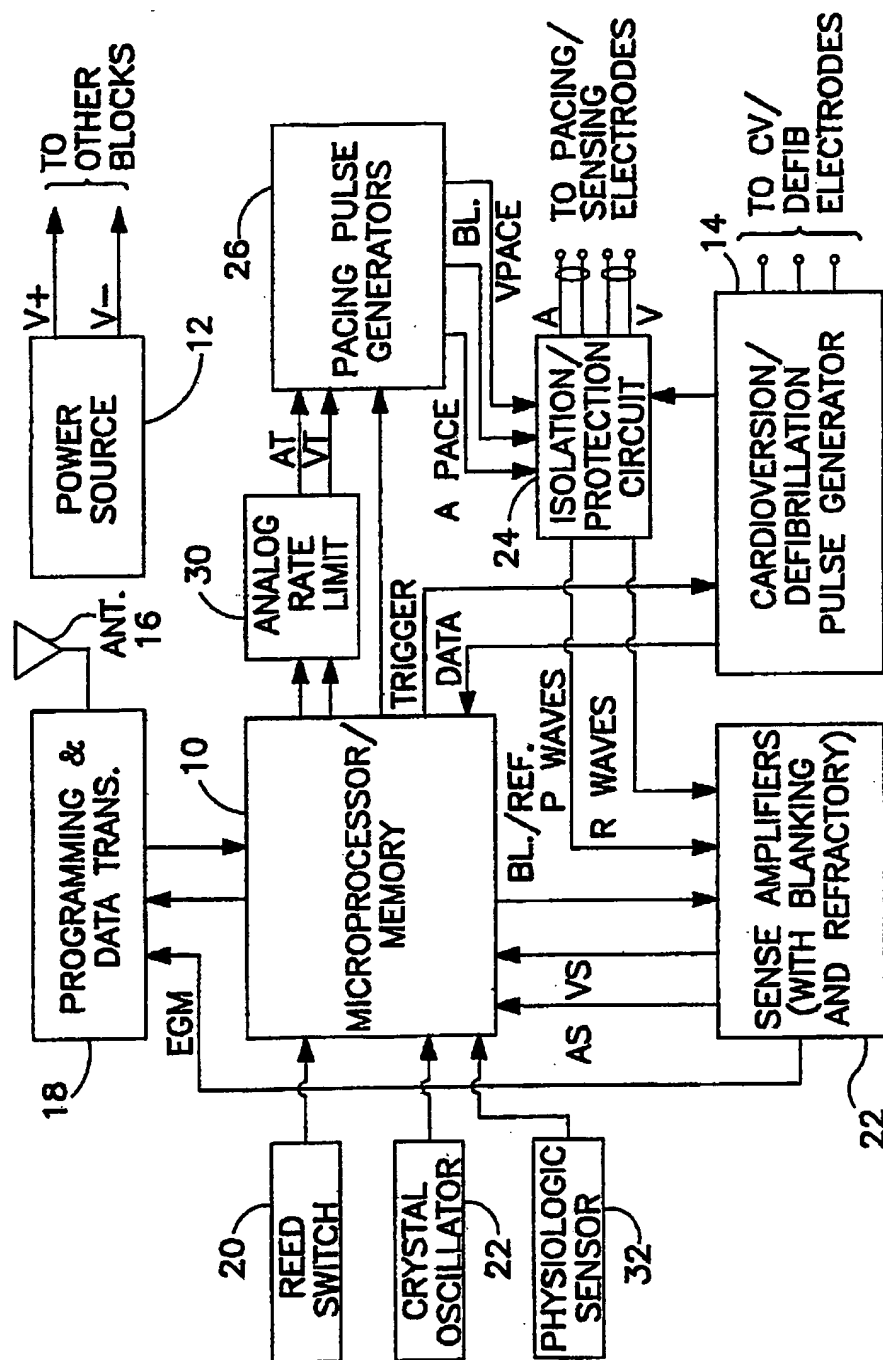 POWER
SOURCE
12
V+
V−
TO
OTHER
BLOCKS
ANT.
16
PROGRAMMING &
DATA TRANS.
18
EGM
REED
SWITCH
20
CRYSTAL
OSCILLATOR
22
PHYSIOLOGIC
SENSOR
32
MICROPROCESSOR/
MEMORY
10
ANALOG
RATE
LIMIT
30
AT
VT
PACING PULSE
GENERATORS
26
TRIGGER
DATA
A PACE
BL.
VPACE
ISOLATION/
PROTECTION
CIRCUIT
24
A
V
TO PACING/
SENSING
ELECTRODES
BL./REF.
P WAVES
R WAVES
AS
VS
SENSE AMPLIFIERS
(WITH BLANKING
AND REFRACTORY)
22
CARDIOVERSION/
DEFIBRILLATION
PULSE GENERATOR
14
TO CV/
DEFIB
ELECTRODES